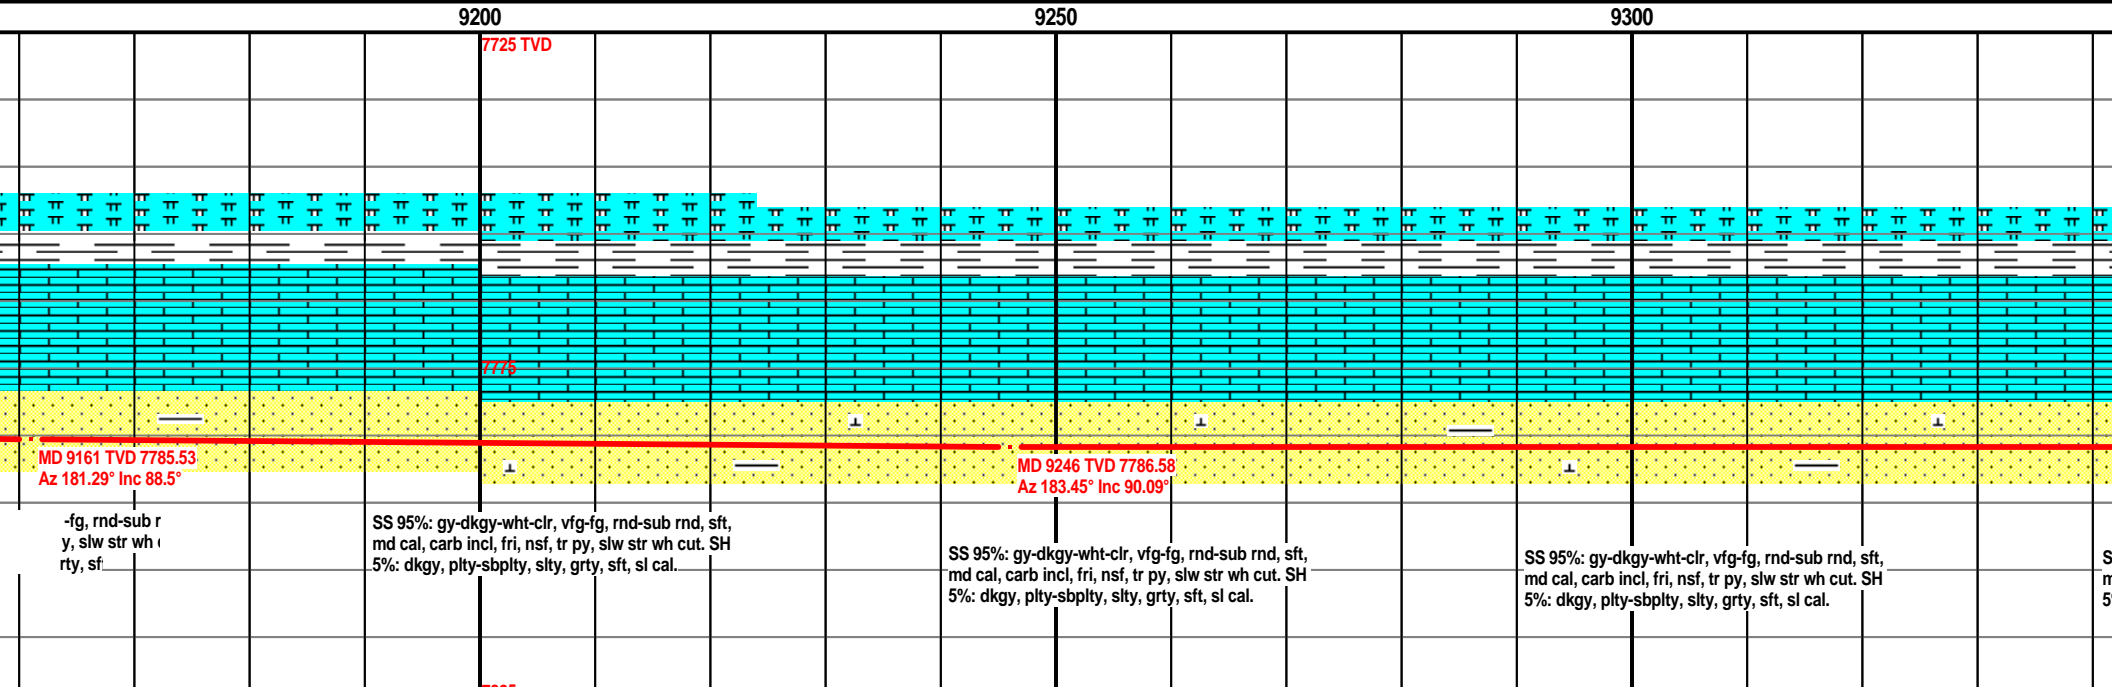 9200
9250
9300
7725 TVD
7775
MD 9161 TVD 7785.53
Az 181.29° Inc 88.5°
MD 9246 TVD 7786.58
Az 183.45° Inc 90.09°
-fg, rnd-sub r
y, slw str wh
rty, sf
SS 95%: gy-dkgy-wht-clr, vfg-fg, rnd-sub rnd, sft,
md cal, carb incl, fri, nsf, tr py, slw str wh cut. SH
5%: dkgy, plty-sbplty, slty, grty, sft, sl cal.
SS 95%: gy-dkgy-wht-clr, vfg-fg, rnd-sub rnd, sft,
md cal, carb incl, fri, nsf, tr py, slw str wh cut. SH
5%: dkgy, plty-sbplty, slty, grty, sft, sl cal.
SS 95%: gy-dkgy-wht-clr, vfg-fg, rnd-sub rnd, sft,
md cal, carb incl, fri, nsf, tr py, slw str wh cut. SH
5%: dkgy, plty-sbplty, slty, grty, sft, sl cal.